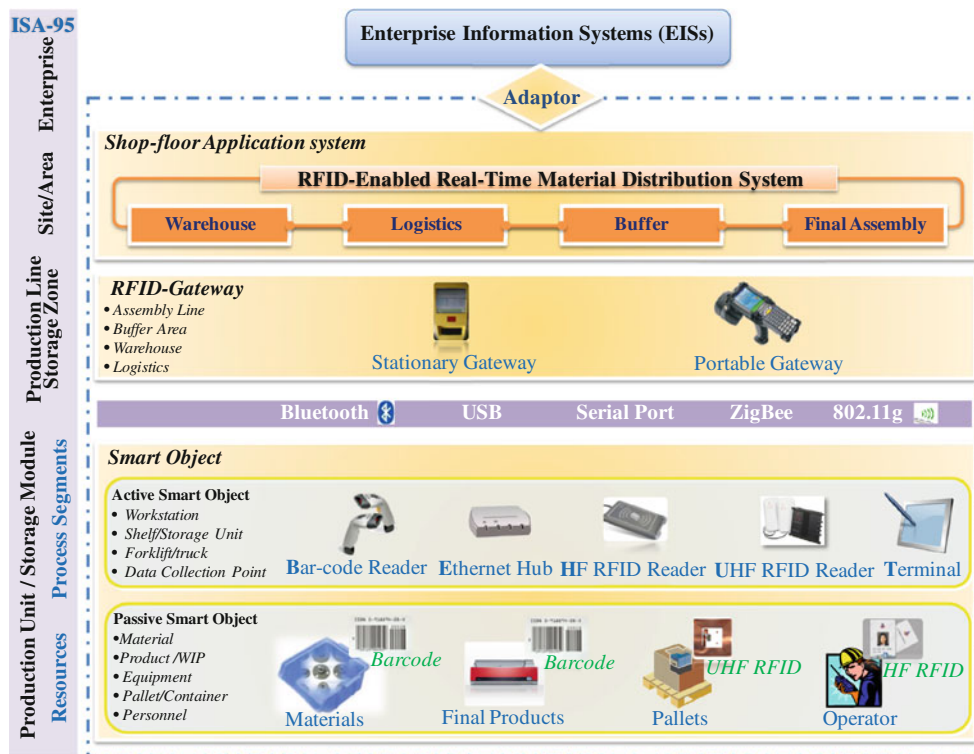 ISA-95
Enterprise
Site/Area
Production Line
Storage Zone
Production Unit / Storage Module
Process Segments
Resources
Enterprise Information Systems (EISs)
Adaptor
Shop-floor Application system
RFID-Enabled Real-Time Material Distribution System
Warehouse
Logistics
Buffer
Final Assembly
RFID-Gateway
• Assembly Line
• Buffer Area
• Warehouse
• Logistics
Stationary Gateway
Portable Gateway
Bluetooth
USB
Serial Port
ZigBee
802.11g
Smart Object
Active Smart Object
• Workstation
• Shelf/Storage Unit
• Forklift/truck
• Data Collection Point
Bar-code Reader
Ethernet Hub
HF RFID Reader
UHF RFID Reader
Terminal
Passive Smart Object
•Material
•Product /WIP
• Equipment
• Pallet/Container
• Personnel
Barcode
Materials
Barcode
Final Products
UHF RFID
Pallets
HF RFID
Operator